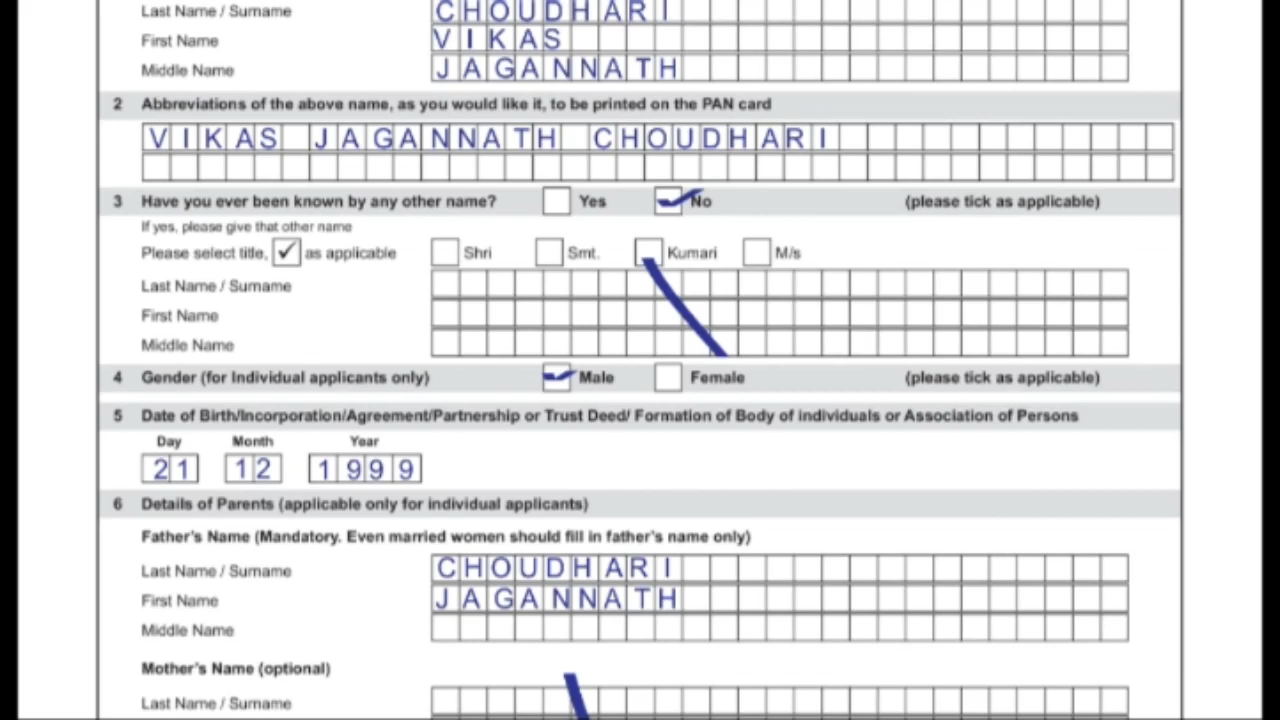 Last Name / Surname CHOUDHARI
First Name VIKAS
Middle Name JAGANNATH
2 Abbreviations of the above name, as you would like it, to be printed on the PAN card
VIKAS JAGANNATH CHOUDHARI
3 Have you ever been known by any other name? Yes No (please tick as applicable)
If yes, please give that other name
Please select title, ✓ as applicable Shri Smt. Kumari M/s
Last Name / Surname
First Name
Middle Name
4 Gender (for Individual applicants only) Male Female (please tick as applicable)
5 Date of Birth/Incorporation/Agreement/Partnership or Trust Deed/ Formation of Body of individuals or Association of Persons
Day Month Year
21 12 1999
6 Details of Parents (applicable only for individual applicants)
Father's Name (Mandatory. Even married women should fill in father's name only)
Last Name / Surname CHOUDHARI
First Name JAGANNATH
Middle Name
Mother's Name (optional)
Last Name / Surname